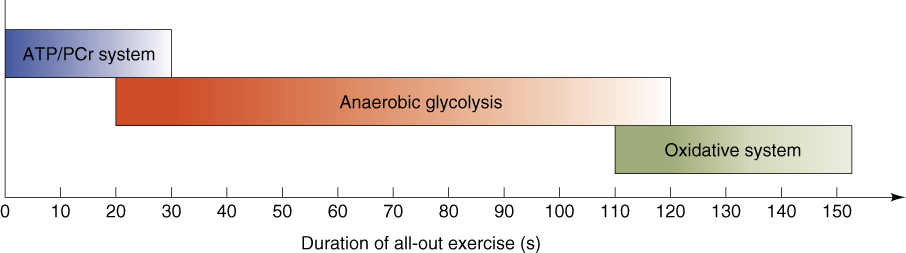 ATP/PCr system
Anaerobic glycolysis
Oxidative system
0 10 20 30 40 50 60 70 80 90 100 110 120 130 140 150
Duration of all-out exercise (s)